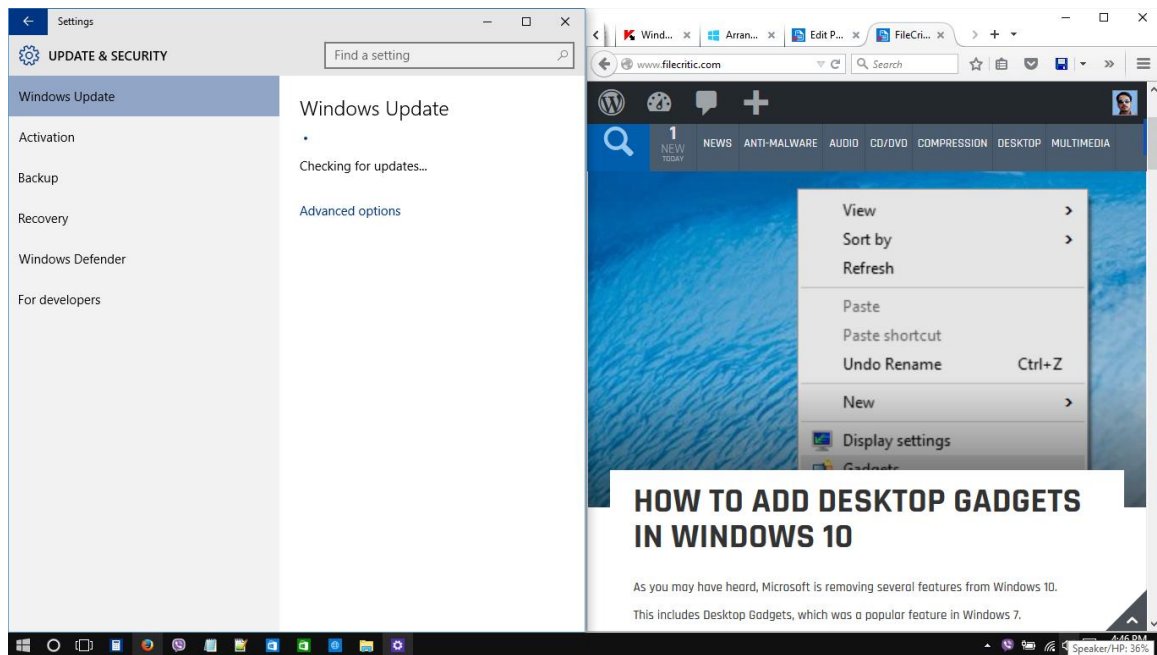 Settings
UPDATE & SECURITY
Find a setting
Windows Update
Activation
Backup
Recovery
Windows Defender
For developers
Windows Update
Checking for updates...
Advanced options
Wind...
Arran...
Edit P...
FileCri...
www.filecritic.com
Search
1
NEW
TODAY
NEWS ANTI-MALWARE AUDIO CD/DVD COMPRESSION DESKTOP MULTIMEDIA
View
Sort by
Refresh
Paste
Paste shortcut
Undo Rename Ctrl+Z
New
Display settings
Gadgets
HOW TO ADD DESKTOP GADGETS
IN WINDOWS 10
As you may have heard, Microsoft is removing several features from Windows 10.
This includes Desktop Gadgets, which was a popular feature in Windows 7.
4:46 PM
Speaker/HP: 36%